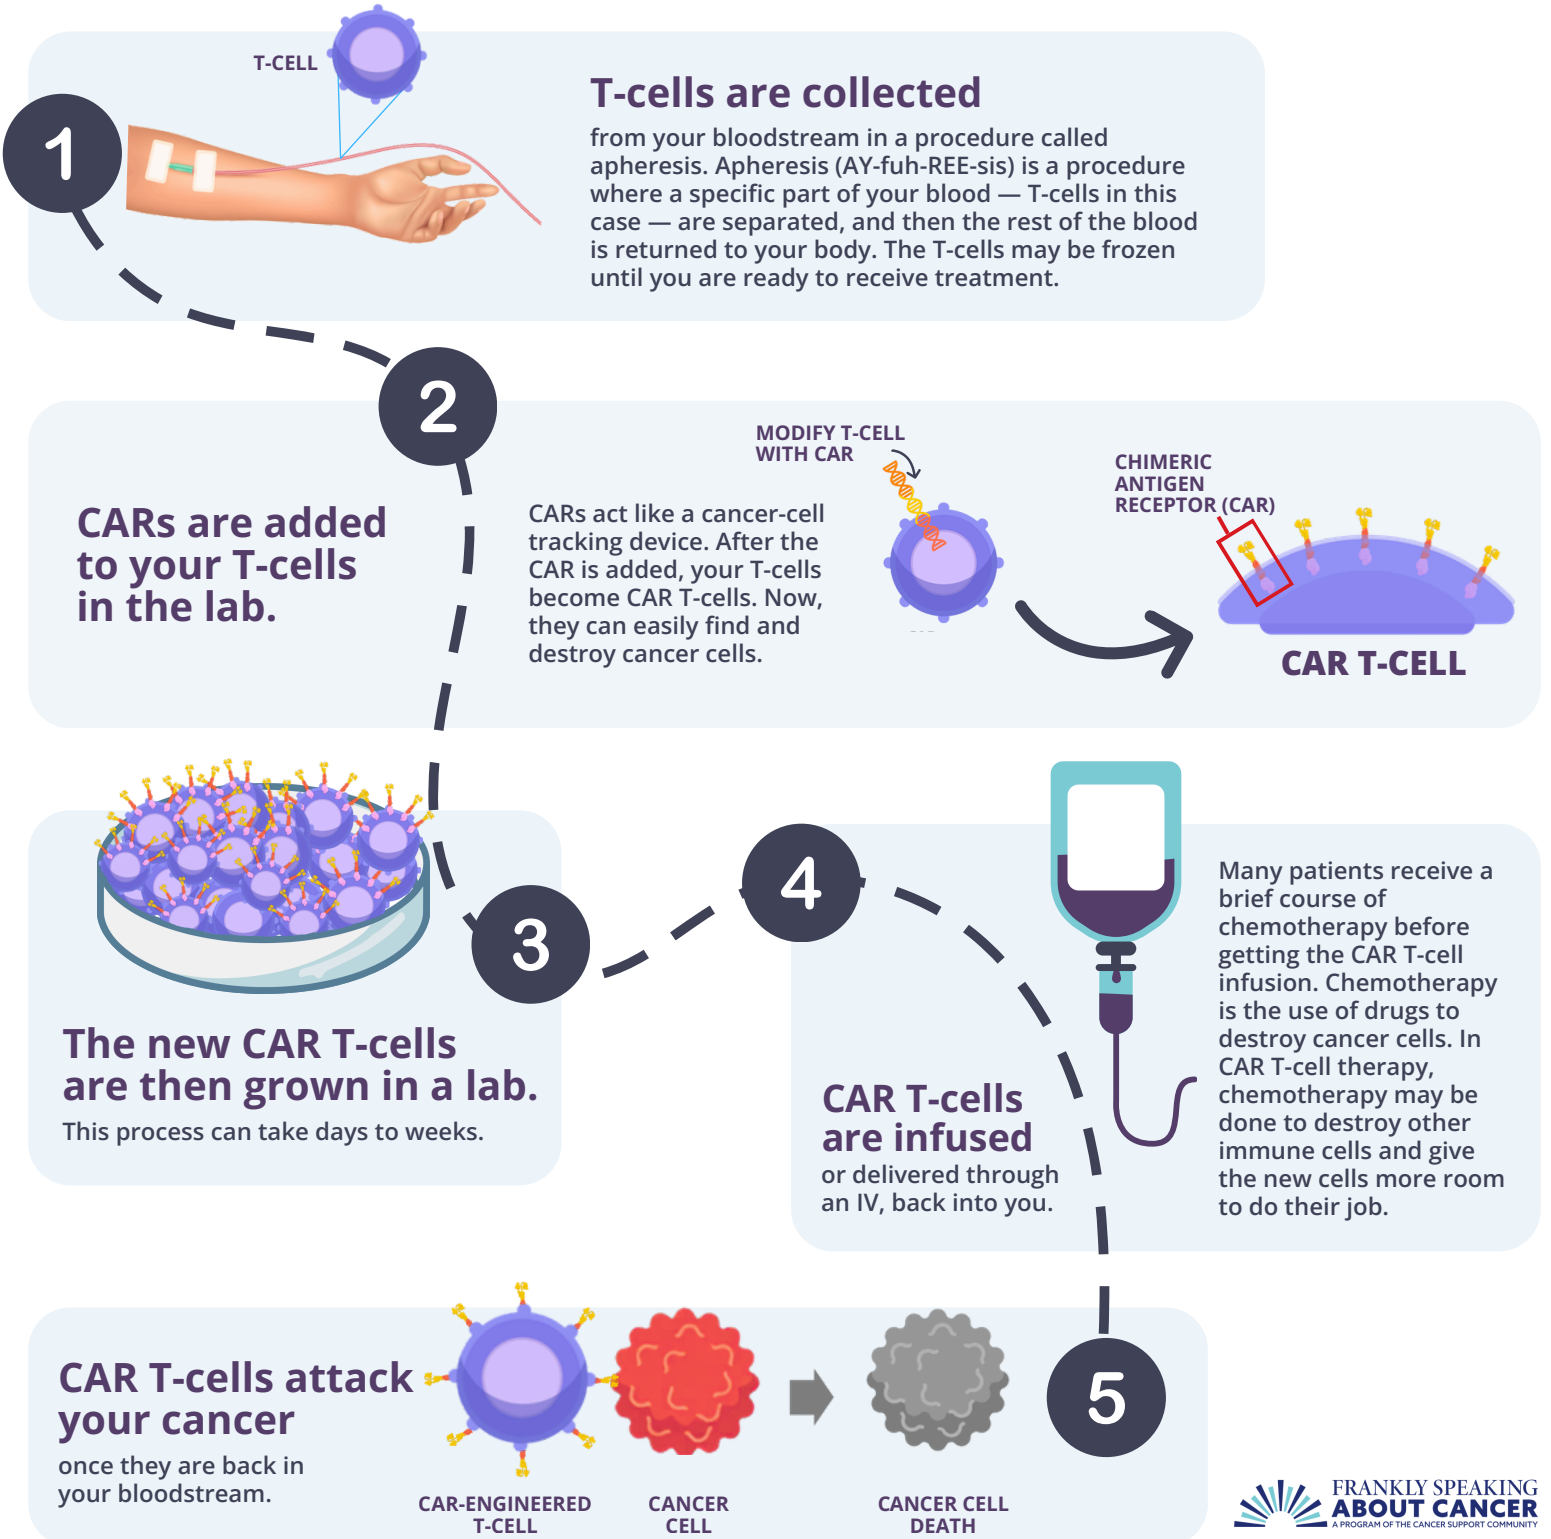 T-CELL
1
T-cells are collected
from your bloodstream in a procedure called
apheresis. Apheresis (AY-fuh-REE-sis) is a procedure
where a specific part of your blood — T-cells in this
case — are separated, and then the rest of the blood
is returned to your body. The T-cells may be frozen
until you are ready to receive treatment.
2
CARs are added
to your T-cells
in the lab.
CARs act like a cancer-cell
tracking device. After the
CAR is added, your T-cells
become CAR T-cells. Now,
they can easily find and
destroy cancer cells.
MODIFY T-CELL
WITH CAR
CHIMERIC
ANTIGEN
RECEPTOR (CAR)
CAR T-CELL
3
The new CAR T-cells
are then grown in a lab.
This process can take days to weeks.
4
CAR T-cells
are infused
or delivered through
an IV, back into you.
Many patients receive a
brief course of
chemotherapy before
getting the CAR T-cell
infusion. Chemotherapy
is the use of drugs to
destroy cancer cells. In
CAR T-cell therapy,
chemotherapy may be
done to destroy other
immune cells and give
the new cells more room
to do their job.
5
CAR T-cells attack
your cancer
once they are back in
your bloodstream.
CAR-ENGINEERED
T-CELL
CANCER
CELL
CANCER CELL
DEATH
FRANKLY SPEAKING
ABOUT CANCER
A PROGRAM OF THE CANCER SUPPORT COMMUNITY